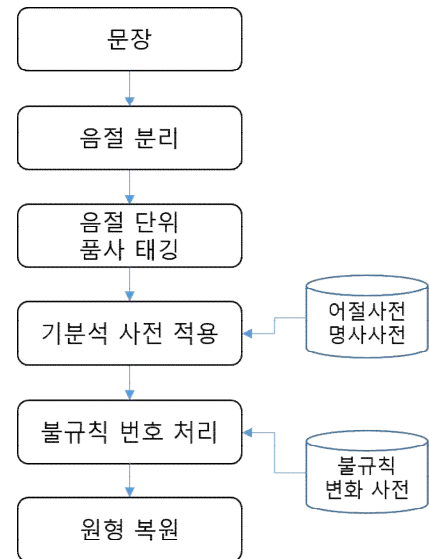 문장
음절 분리
음절 단위
품사 태깅
기분석 사전 적용
어절사전
명사사전
불규칙 번호 처리
불규칙
변화 사전
원형 복원